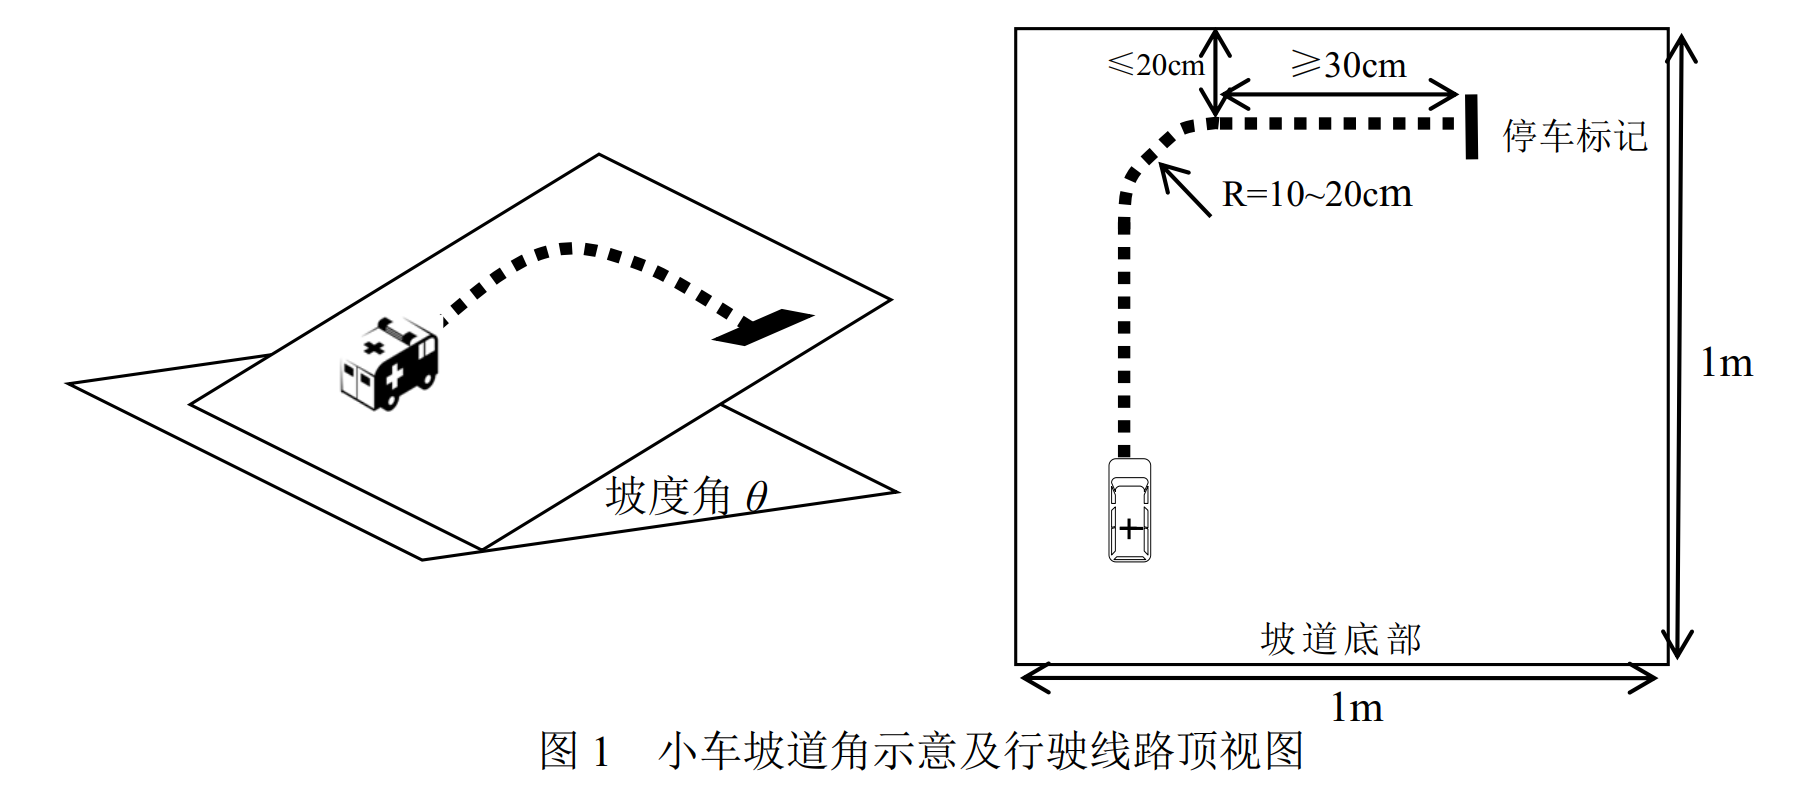 ≤20cm
≥30cm
停车标记
R=10~20cm
1m
坡度角 θ
坡道底部
1m
图 1 小车坡道角示意及行驶线路顶视图